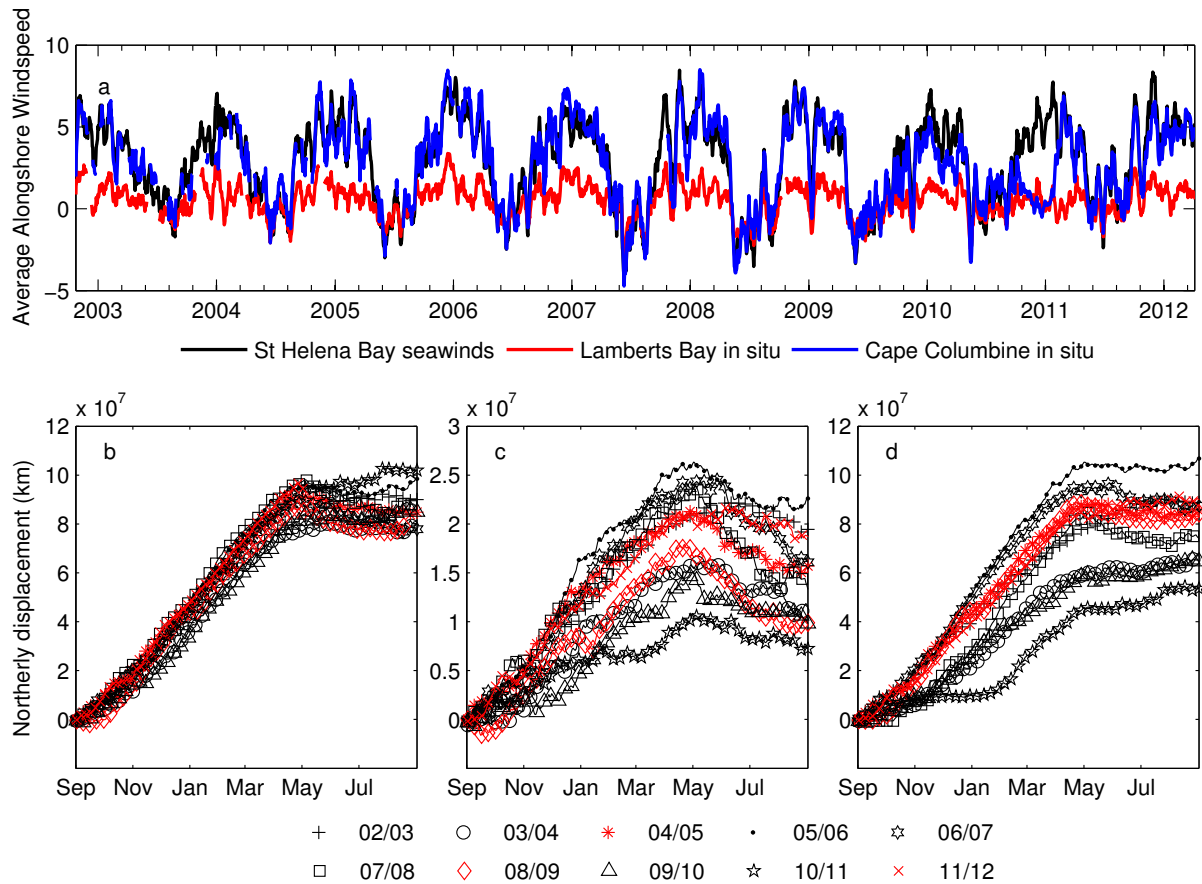 Average Alongshore Windspeed
10
5
0
−5
a
2003 2004 2005 2006 2007 2008 2009 2010 2011 2012
St Helena Bay seawinds Lamberts Bay in situ Cape Columbine in situ
Northerly displacement (km)
x 10^7
12
10
8
6
4
2
0
b
Sep Nov Jan Mar May Jul
x 10^7
3
2.5
2
1.5
1
0.5
0
c
Sep Nov Jan Mar May Jul
x 10^7
12
10
8
6
4
2
0
d
Sep Nov Jan Mar May Jul
02/03 03/04 04/05 05/06 06/07
07/08 08/09 09/10 10/11 11/12